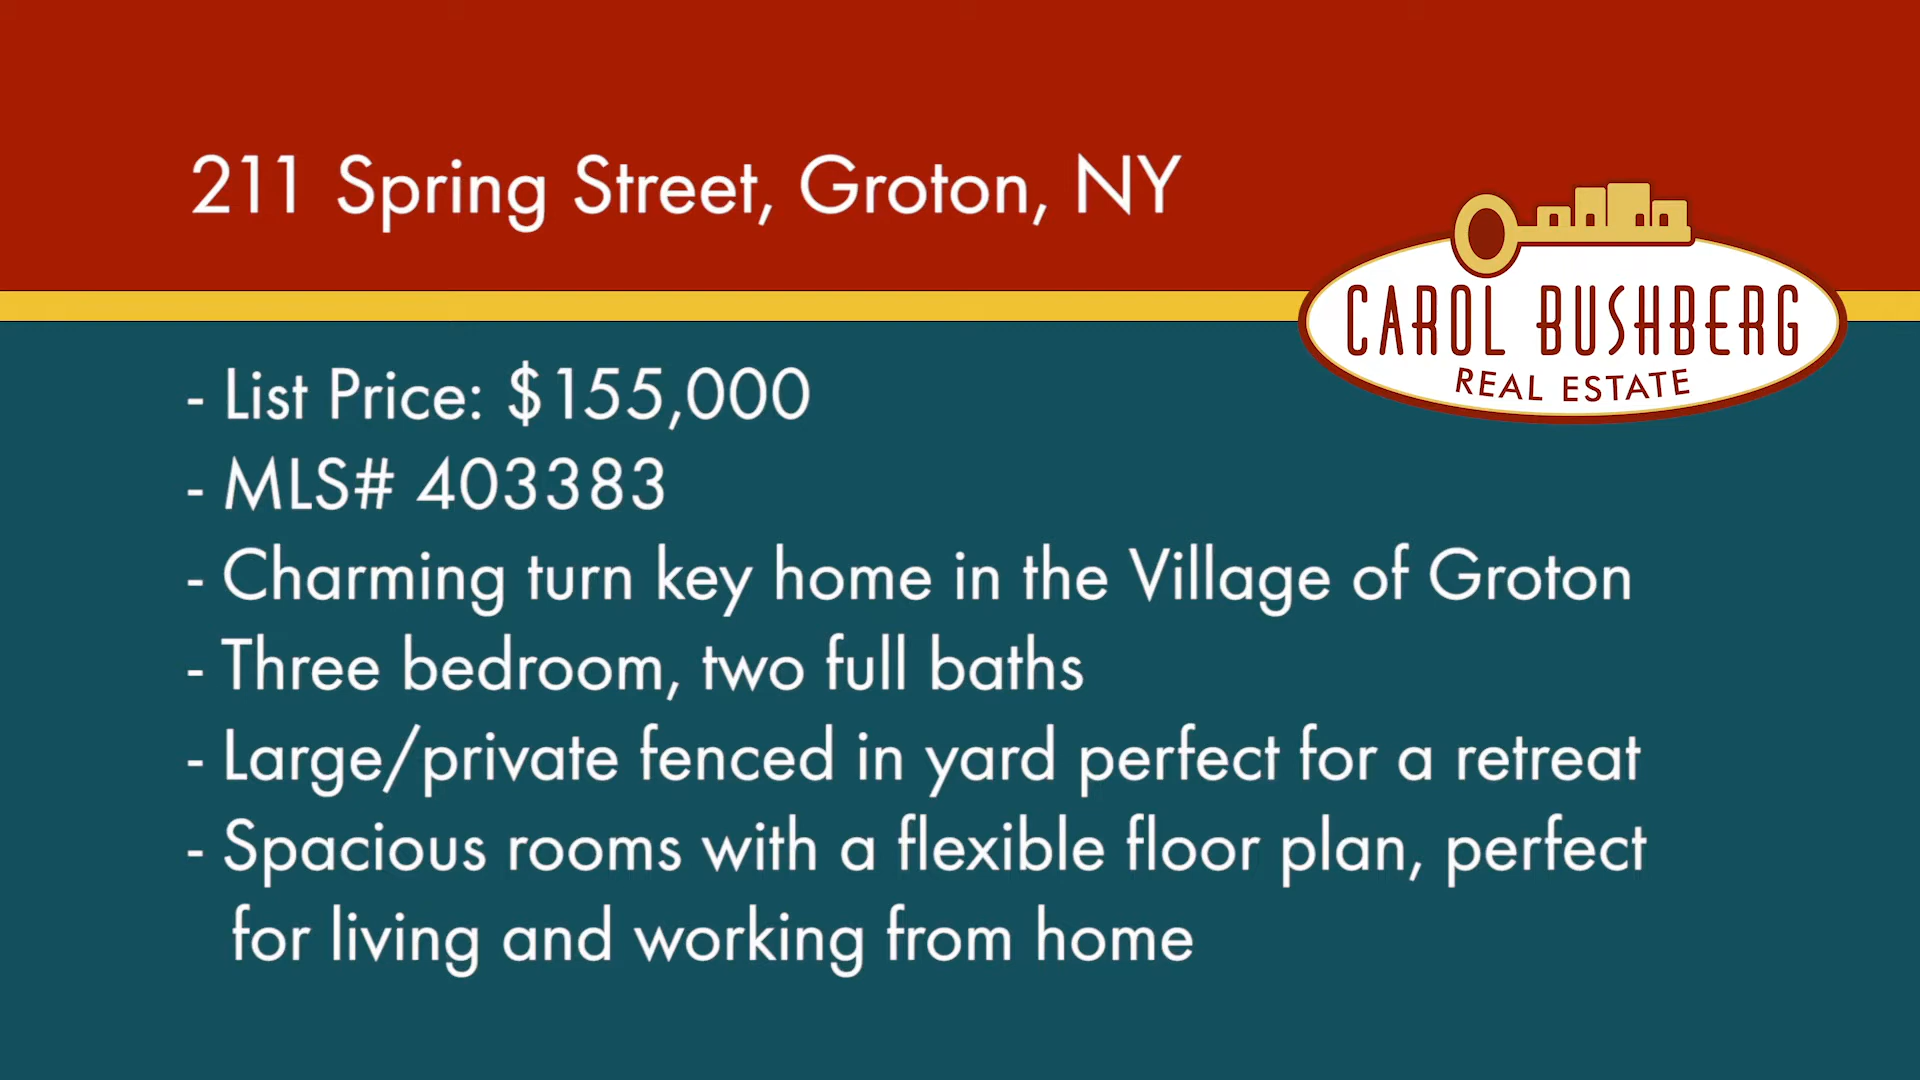 211 Spring Street, Groton, NY
CAROL BUSHBERG
REAL ESTATE
- List Price: $155,000
- MLS# 403383
- Charming turn key home in the Village of Groton
- Three bedroom, two full baths
- Large/private fenced in yard perfect for a retreat
- Spacious rooms with a flexible floor plan, perfect
for living and working from home